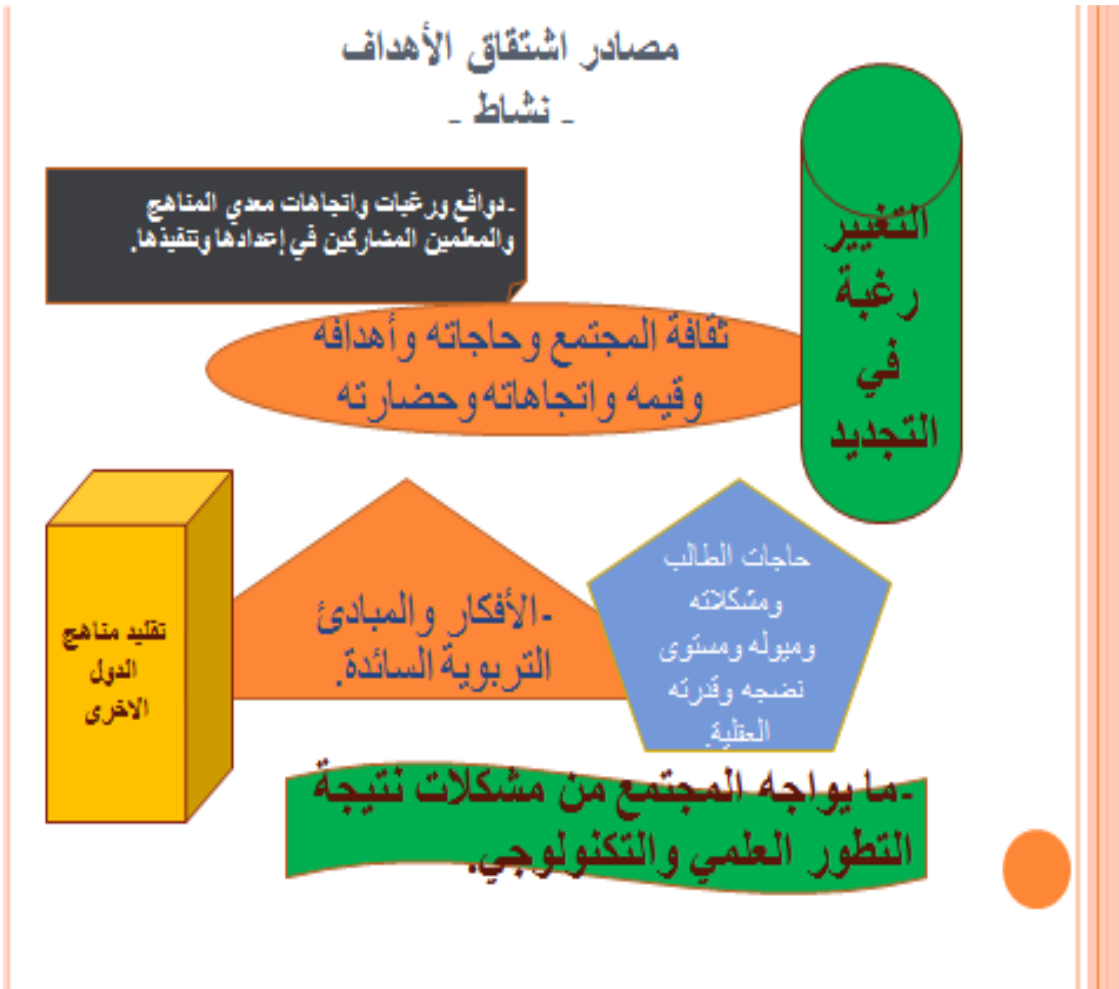 مصادر اشتقاق الأهداف
- نشاط -
التغيير
رغبة
في
التجديد
-دوافع ورغبات واتجاهات معدي المناهج
والمعلمين المشاركين في إعدادها وتنفيذها.
ثقافة المجتمع وحاجاته وأهدافه
وقيمه واتجاهاته وحضارته
حاجات الطالب
ومشكلاته
وميوله ومستوى
نضجه وقدرته
العقلية.
-الأفكار والمبادئ
التربوية السائدة.
تقليد مناهج
الدول
الاخرى
-ما يواجه المجتمع من مشكلات نتيجة
التطور العلمي والتكنولوجي.